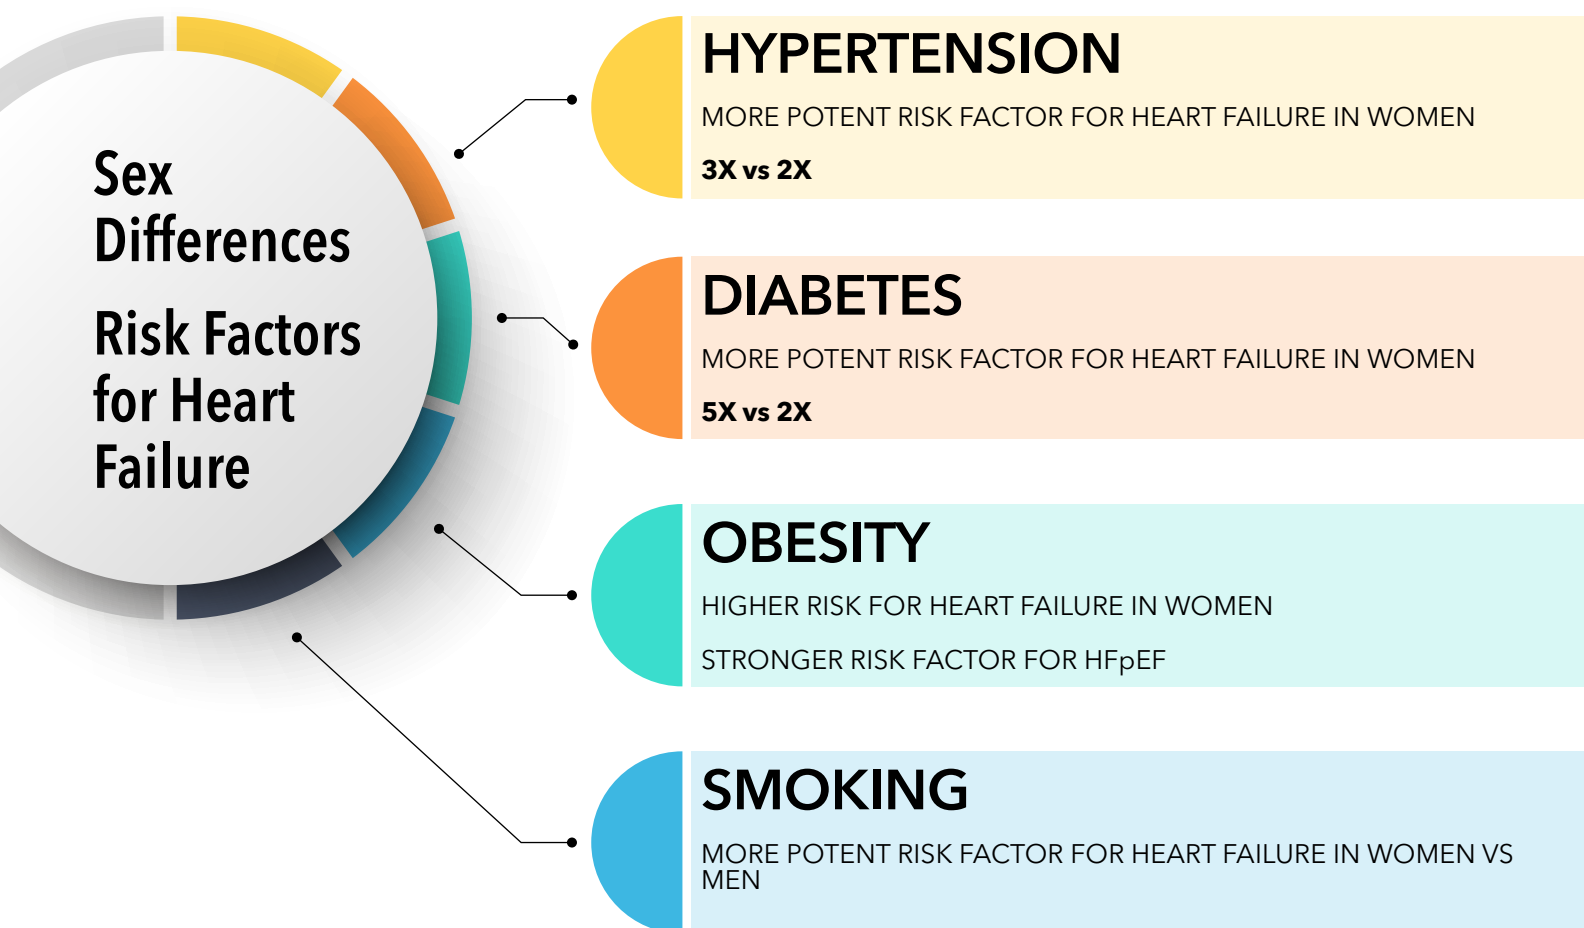 Sex
Differences
Risk Factors
for Heart
Failure
HYPERTENSION
MORE POTENT RISK FACTOR FOR HEART FAILURE IN WOMEN
3X vs 2X
DIABETES
MORE POTENT RISK FACTOR FOR HEART FAILURE IN WOMEN
5X vs 2X
OBESITY
HIGHER RISK FOR HEART FAILURE IN WOMEN
STRONGER RISK FACTOR FOR HFpEF
SMOKING
MORE POTENT RISK FACTOR FOR HEART FAILURE IN WOMEN VS
MEN